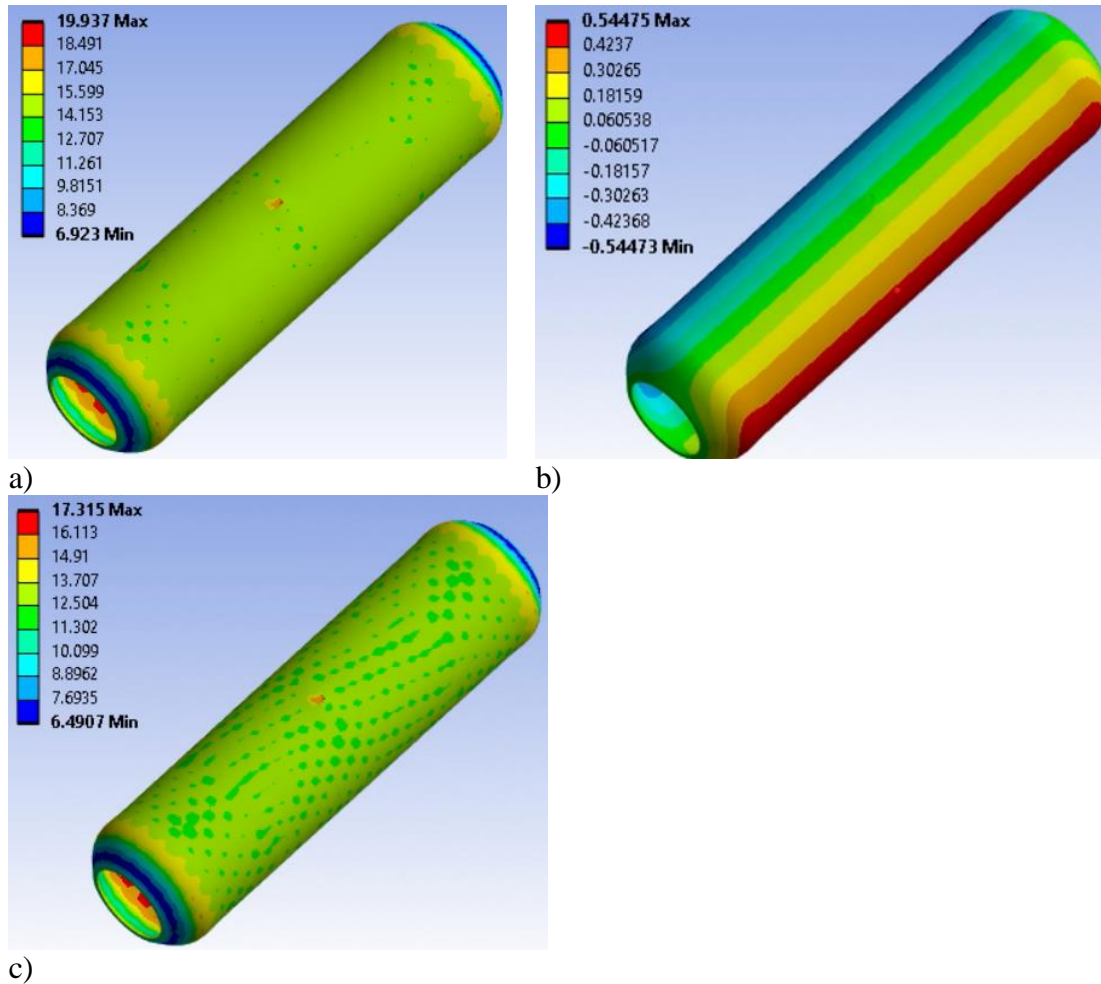 19.937 Max
18.491
17.045
15.599
14.153
12.707
11.261
9.8151
8.369
6.923 Min
0.54475 Max
0.4237
0.30265
0.18159
0.060538
-0.060517
-0.18157
-0.30263
-0.42368
-0.54473 Min
a)
b)
17.315 Max
16.113
14.91
13.707
12.504
11.302
10.099
8.8962
7.6935
6.4907 Min
c)